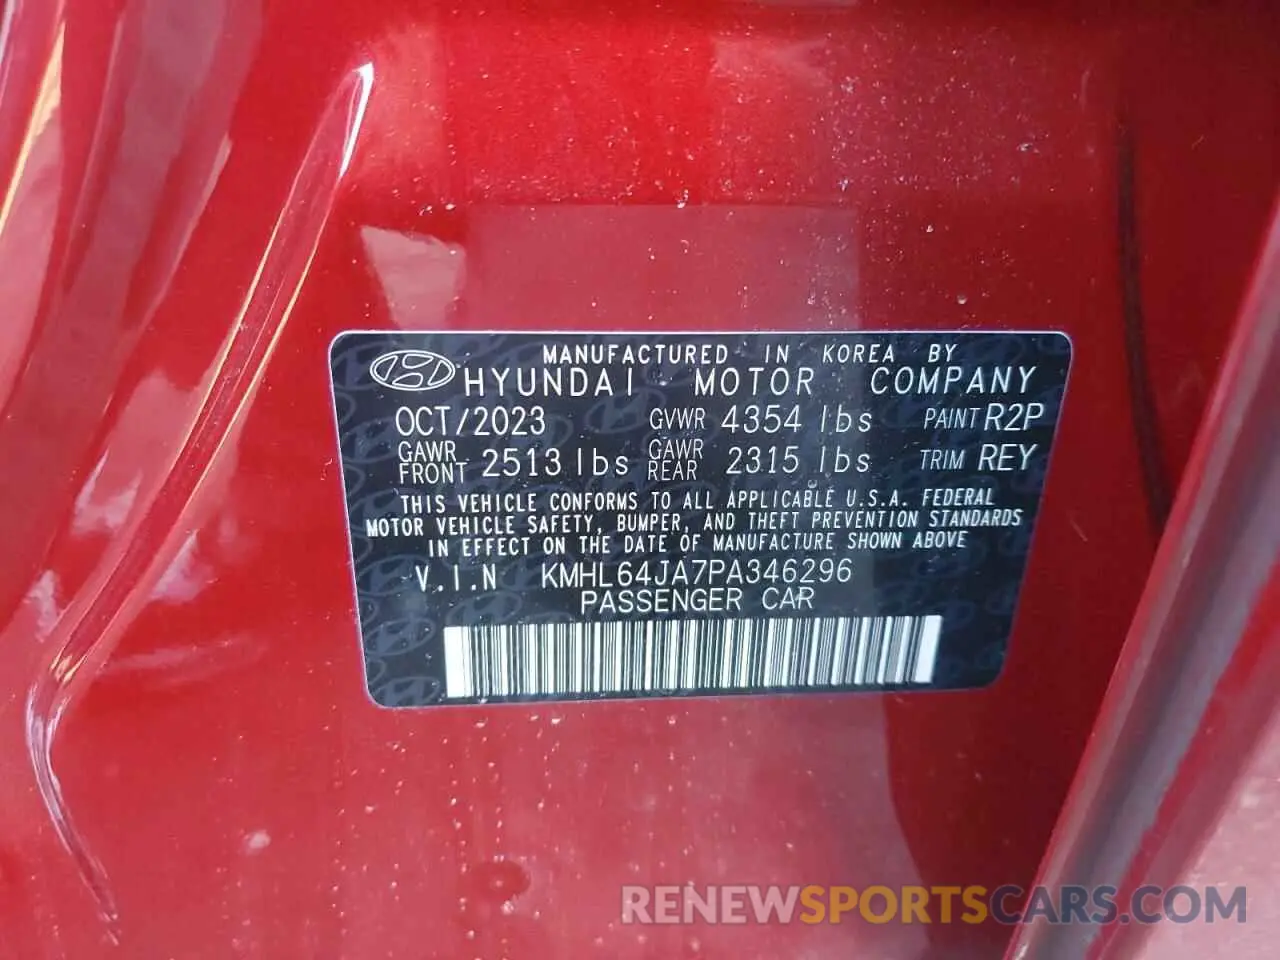 MANUFACTURED IN KOREA BY
HYUNDAI MOTOR COMPANY
OCT/2023 GVWR 4354 lbs PAINT R2P
GAWR FRONT 2513 lbs GAWR REAR 2315 lbs TRIM REY
THIS VEHICLE CONFORMS TO ALL APPLICABLE U.S.A. FEDERAL
MOTOR VEHICLE SAFETY, BUMPER, AND THEFT PREVENTION STANDARDS
IN EFFECT ON THE DATE OF MANUFACTURE SHOWN ABOVE
V.I.N KMHL64JA7PA346296
PASSENGER CAR
RENEWSPORTSCARS.COM